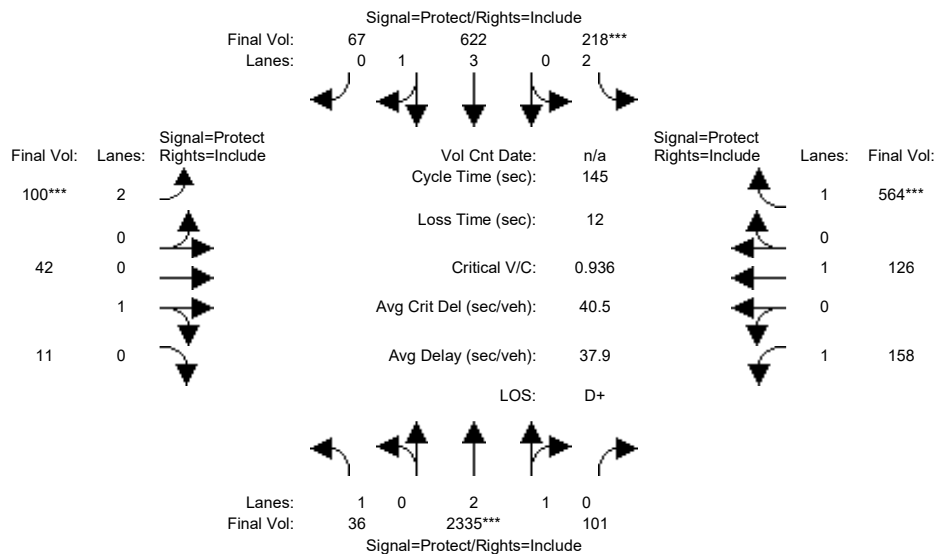 Signal=Protect/Rights=Include
Final Vol: 67 622 218***
Lanes: 0 1 3 0 2
Signal=Protect Signal=Protect
Final Vol: Lanes: Rights=Include Vol Cnt Date: n/a Rights=Include Lanes: Final Vol:
Cycle Time (sec): 145
100*** 2 1 564***
Loss Time (sec): 12
0 0
42 0 Critical V/C: 0.936 1 126
1 Avg Crit Del (sec/veh): 40.5 0
11 0 Avg Delay (sec/veh): 37.9 1 158
LOS: D+
Lanes: 1 0 2 1 0
Final Vol: 36 2335*** 101
Signal=Protect/Rights=Include